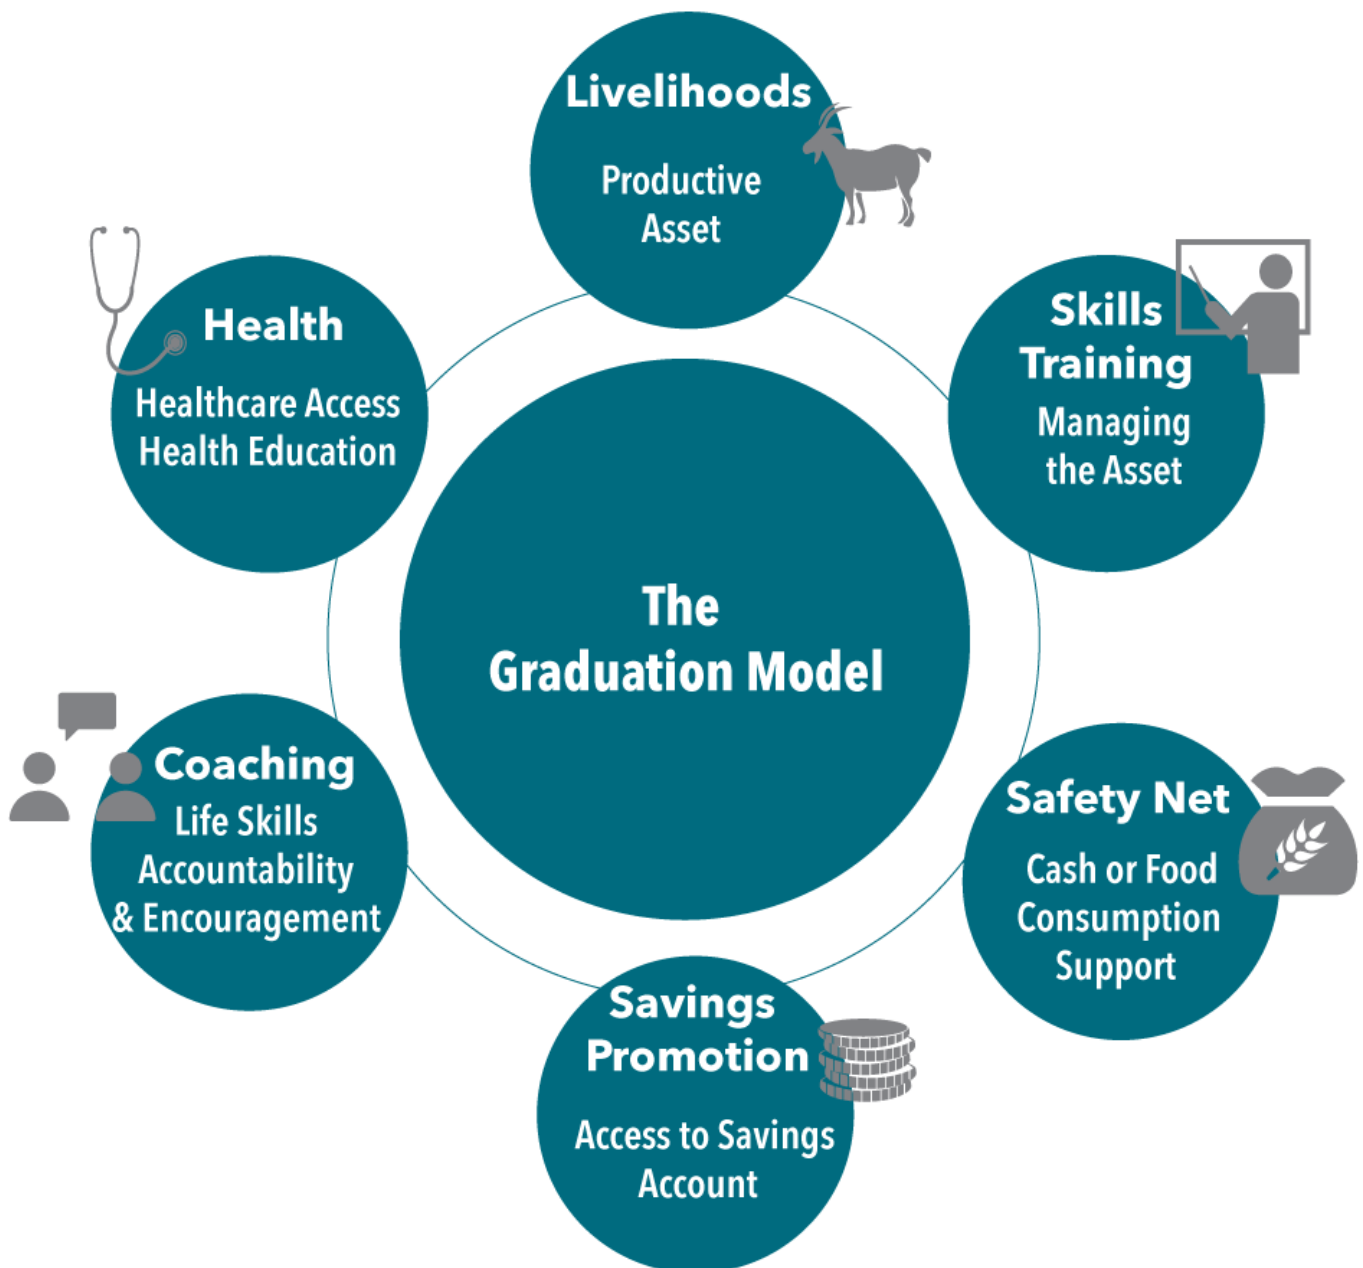 Livelihoods
Productive
Asset
Skills
Training
Managing
the Asset
Safety Net
Cash or Food
Consumption
Support
Savings
Promotion
Access to Savings
Account
Coaching
Life Skills
Accountability
& Encouragement
Health
Healthcare Access
Health Education
The
Graduation Model